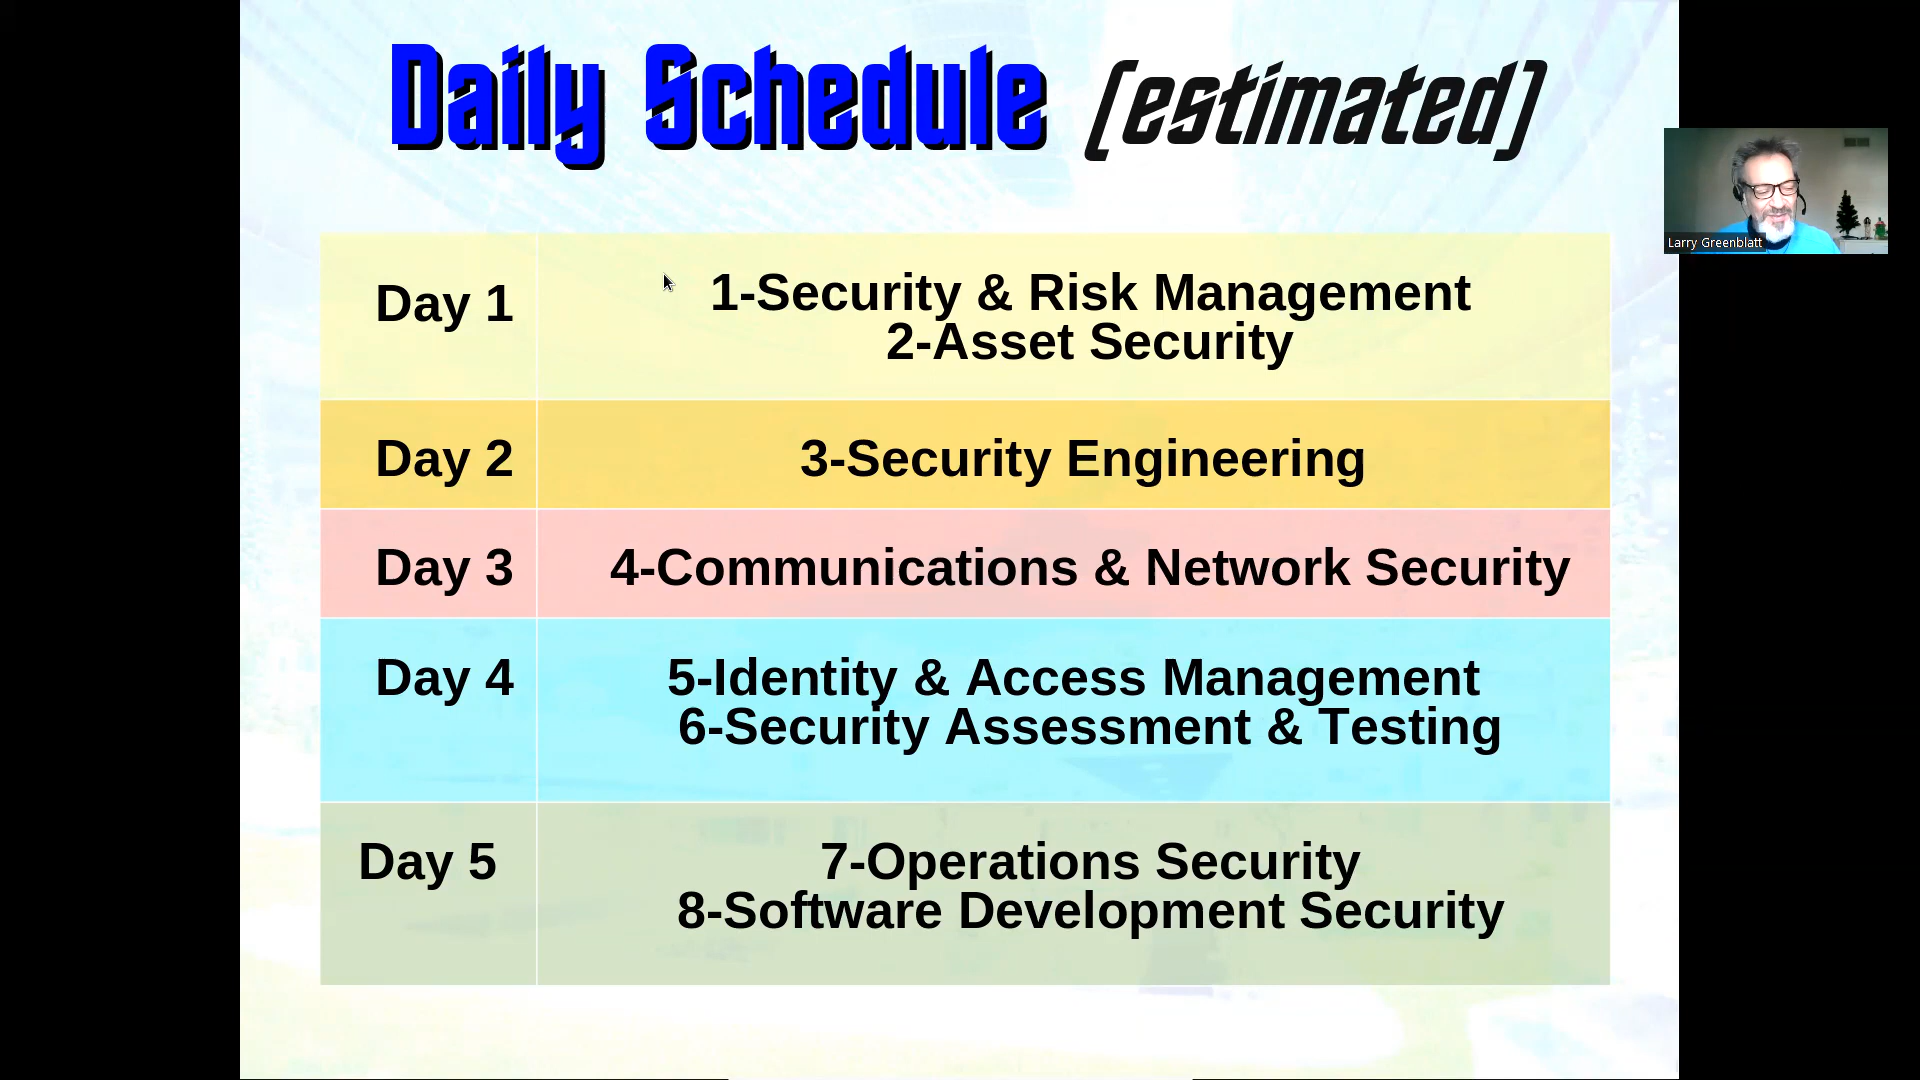 Daily Schedule (estimated)
Day 1
1-Security & Risk Management
2-Asset Security
Day 2
3-Security Engineering
Day 3
4-Communications & Network Security
Day 4
5-Identity & Access Management
6-Security Assessment & Testing
Day 5
7-Operations Security
8-Software Development Security
Larry Greenblatt